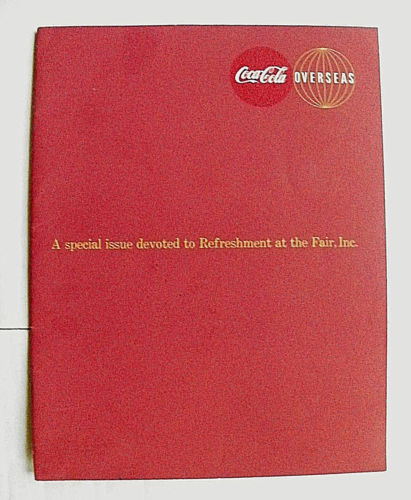 Coca-Cola OVERSEAS
A special issue devoted to Refreshment at the Fair, Inc.